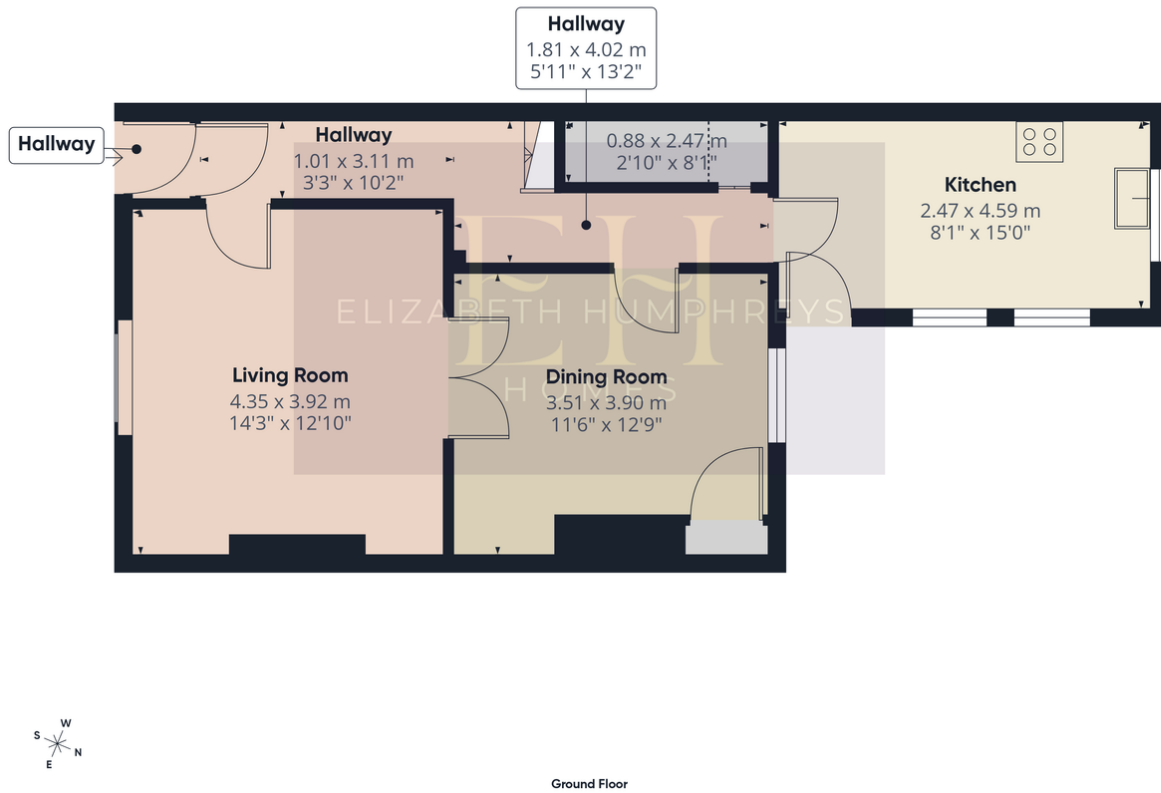 Hallway
1.81 x 4.02 m
5'11" x 13'2"
Hallway
Hallway
1.01 x 3.11 m
3'3" x 10'2"
0.88 x 2.47 m
2'10" x 8'1"
Kitchen
2.47 x 4.59 m
8'1" x 15'0"
EH
ELIZABETH HUMPHREYS
HOMES
Living Room
4.35 x 3.92 m
14'3" x 12'10"
Dining Room
3.51 x 3.90 m
11'6" x 12'9"
W
S
N
E
Ground Floor